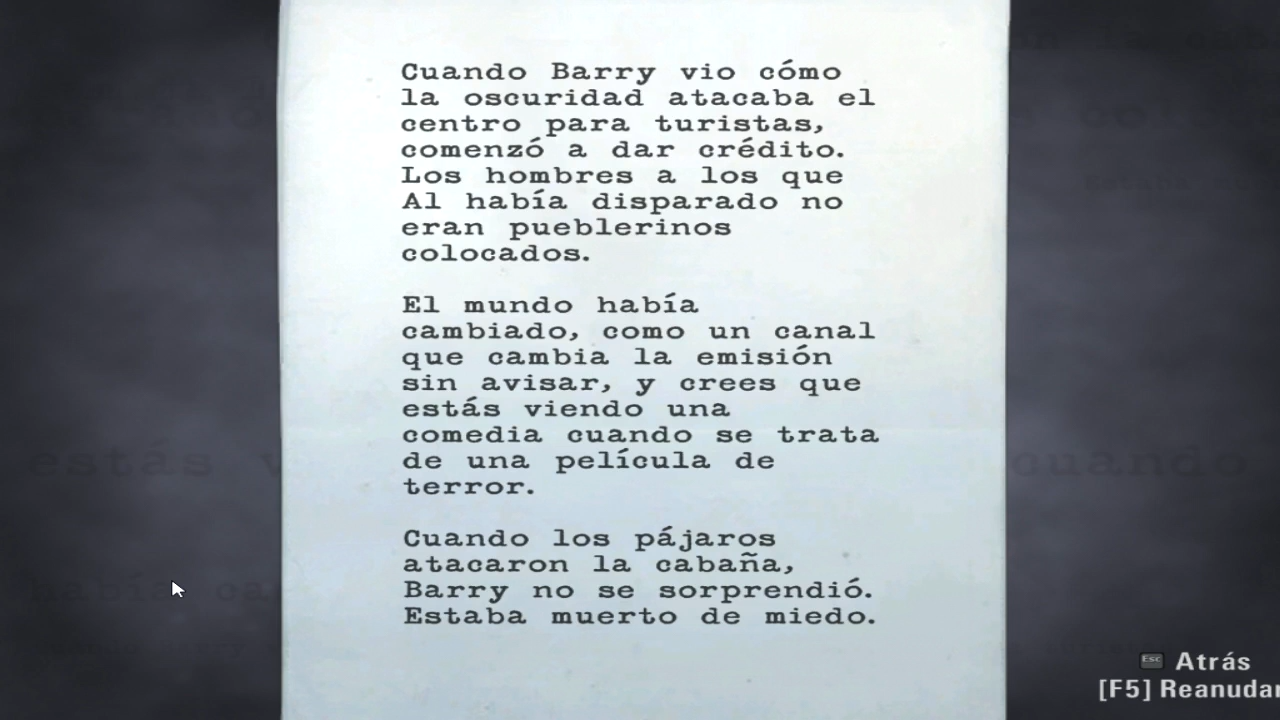 Cuando Barry vio cómo
la oscuridad atacaba el
centro para turistas,
comenzó a dar crédito.
Los hombres a los que
Al había disparado no
eran pueblerinos
colocados.
El mundo había
cambiado, como un canal
que cambia la emisión
sin avisar, y crees que
estás viendo una
comedia cuando se trata
de una película de
terror.
Cuando los pájaros
atacaron la cabaña,
Barry no se sorprendió.
Estaba muerto de miedo.
Esc Atrás
[F5] Reanudar